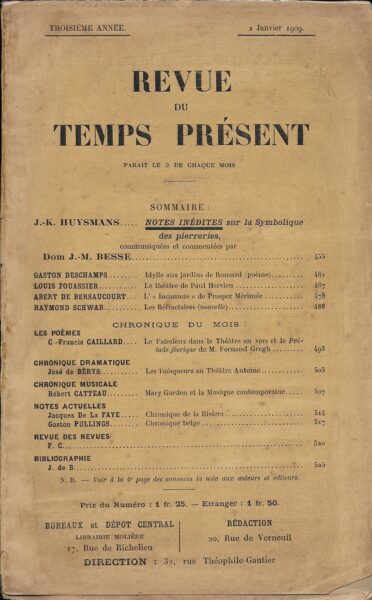 TROISIÈME ANNÉE.
2 Janvier 1909.
REVUE
DU
TEMPS PRÉSENT
PARAIT LE 2 DE CHAQUE MOIS
SOMMAIRE :
J.-K. HUYSMANS..... NOTES INÉDITES sur la Symbolique
des pierreries,
communiquées et commentées par
Dom J.-M. BESSE.......... 455
GASTON DESCHAMPS........ Idylle aux jardins de Ronsard (poème)........ 461
LOUIS FOUASSIER........ Le théâtre de Paul Hervieu........ 467
ABERT DE BERSAUCOURT... L' « Inconnue » de Prosper Mérimée........ 478
RAYMOND SCHWAB........ Les Réfractaires (nouvelle)........ 486
CHRONIQUE DU MOIS :
LES POÈMES
C.-Francis CAILLARD.... Le Fabuleux dans le Théâtre en vers et le Pré-
lude féerique de M. Fernand Gregh........ 493
CHRONIQUE DRAMATIQUE
José de BÉRYS........ Les Vainqueurs au Théâtre Antoine........ 505
CHRONIQUE MUSICALE
Robert CATTEAU........ Mary Garden et la Musique contemporaine...... 507
NOTES ACTUELLES
Jacques De La FAYE.... Chronique de la Riviera........ 514
Gaston PULLINGS........ Chronique belge........ 517
REVUE DES REVUES
F. C.......... 520
BIBLIOGRAPHIE
J. de B.......... 525
N. B. — Voir à la 4e page des annonces la note aux auteurs et éditeurs.
Prix du Numéro : 1 fr. 25. — Etranger : 1 fr. 50.
BUREAUX et DÉPOT CENTRAL
LIBRAIRIE MOLIÈRE
17, Rue de Richelieu
RÉDACTION
20, Rue de Verneuil
DIRECTION : 32, rue Théophile-Gautier